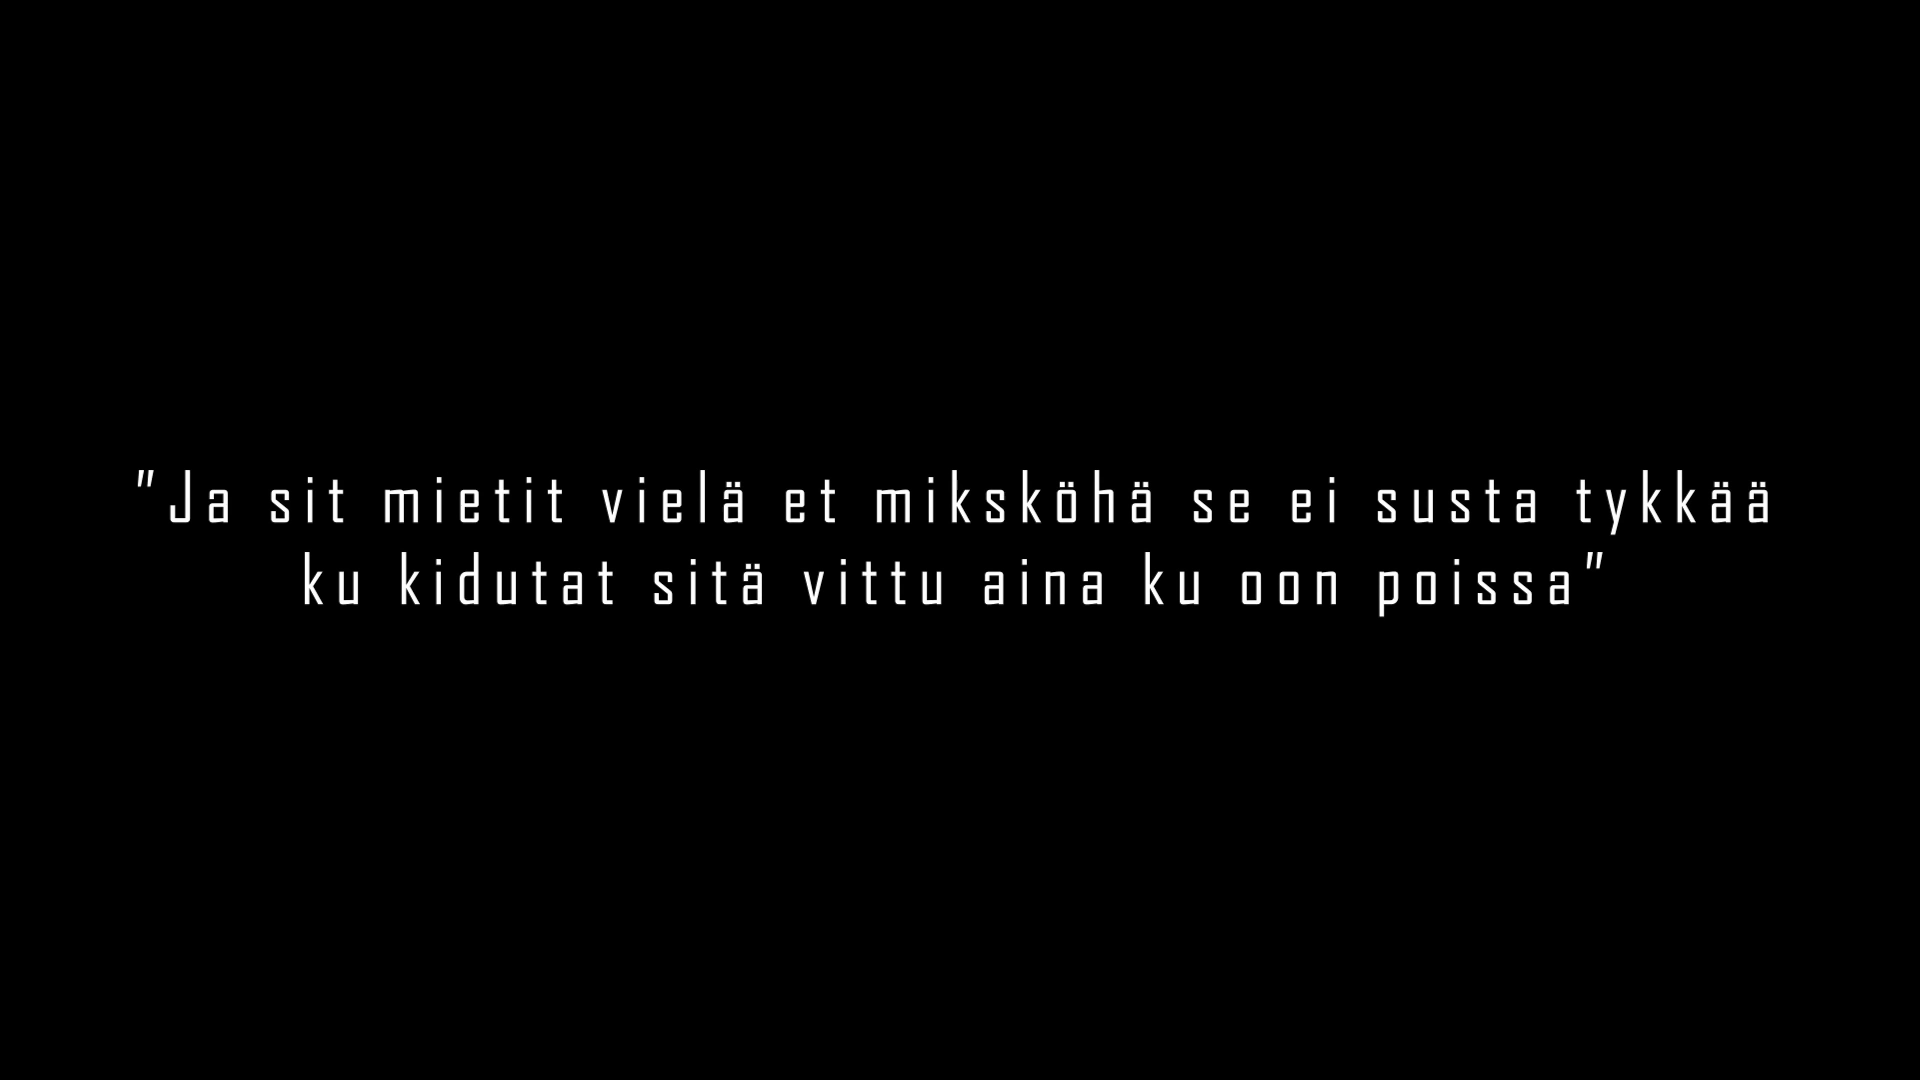 "Ja sit mietit vielä et miksköhä se ei susta tykkää
ku kidutat sitä vittu aina ku oon poissa"